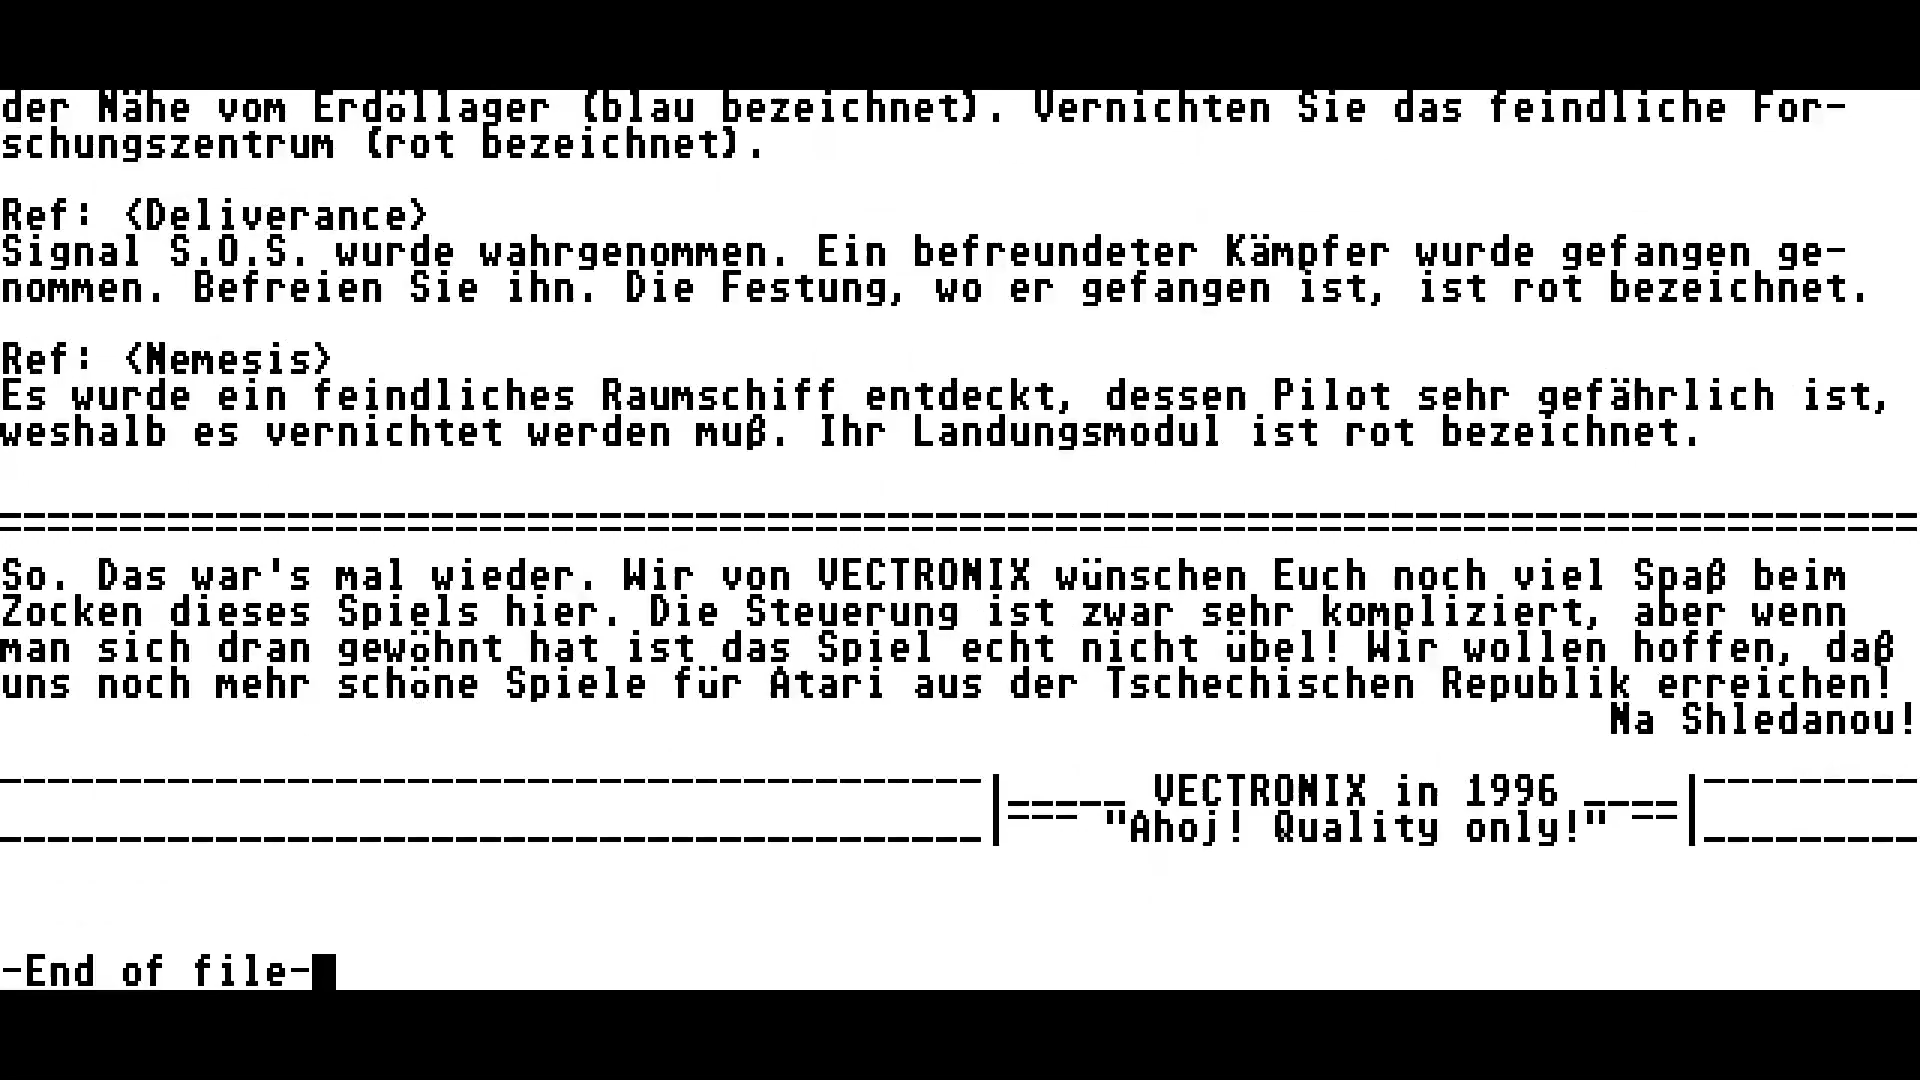 der Nähe vom Erdöllager (blau bezeichnet). Vernichten Sie das feindliche For-
schungszentrum (rot bezeichnet).
Ref: <Deliverance>
Signal S.O.S. wurde wahrgenommen. Ein befreundeter Kämpfer wurde gefangen ge-
nommen. Befreien Sie ihn. Die Festung, wo er gefangen ist, ist rot bezeichnet.
Ref: <Nemesis>
Es wurde ein feindliches Raumschiff entdeckt, dessen Pilot sehr gefährlich ist,
weshalb es vernichtet werden muß. Ihr Landungsmodul ist rot bezeichnet.
================================================================================
So. Das war's mal wieder. Wir von VECTRONIX wünschen Euch noch viel Spaß beim
Zocken dieses Spiels hier. Die Steuerung ist zwar sehr kompliziert, aber wenn
man sich dran gewöhnt hat ist das Spiel echt nicht übel! Wir wollen hoffen, daß
uns noch mehr schöne Spiele für Atari aus der Tschechischen Republik erreichen!
Na Shledanou!
-----------------------------------------|===-- VECTRONIX in 1996 --==|---------
_________________________________________|=== "Ahoj! Quality only!" ==|_________
-End of file-